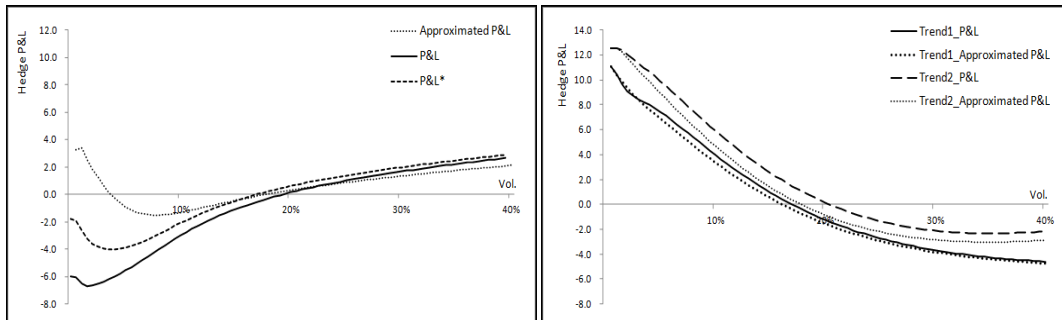 Hedge P&L
12.0
10.0
8.0
6.0
4.0
2.0
0.0
-2.0
-4.0
-6.0
-8.0
Approximated P&L
P&L
P&L*
Vol.
10%
20%
30%
40%
Hedge P&L
14.0
12.0
10.0
8.0
6.0
4.0
2.0
0.0
-2.0
-4.0
-6.0
-8.0
Trend1_P&L
Trend1_Approximated P&L
Trend2_P&L
Trend2_Approximated P&L
Vol.
10%
20%
30%
40%